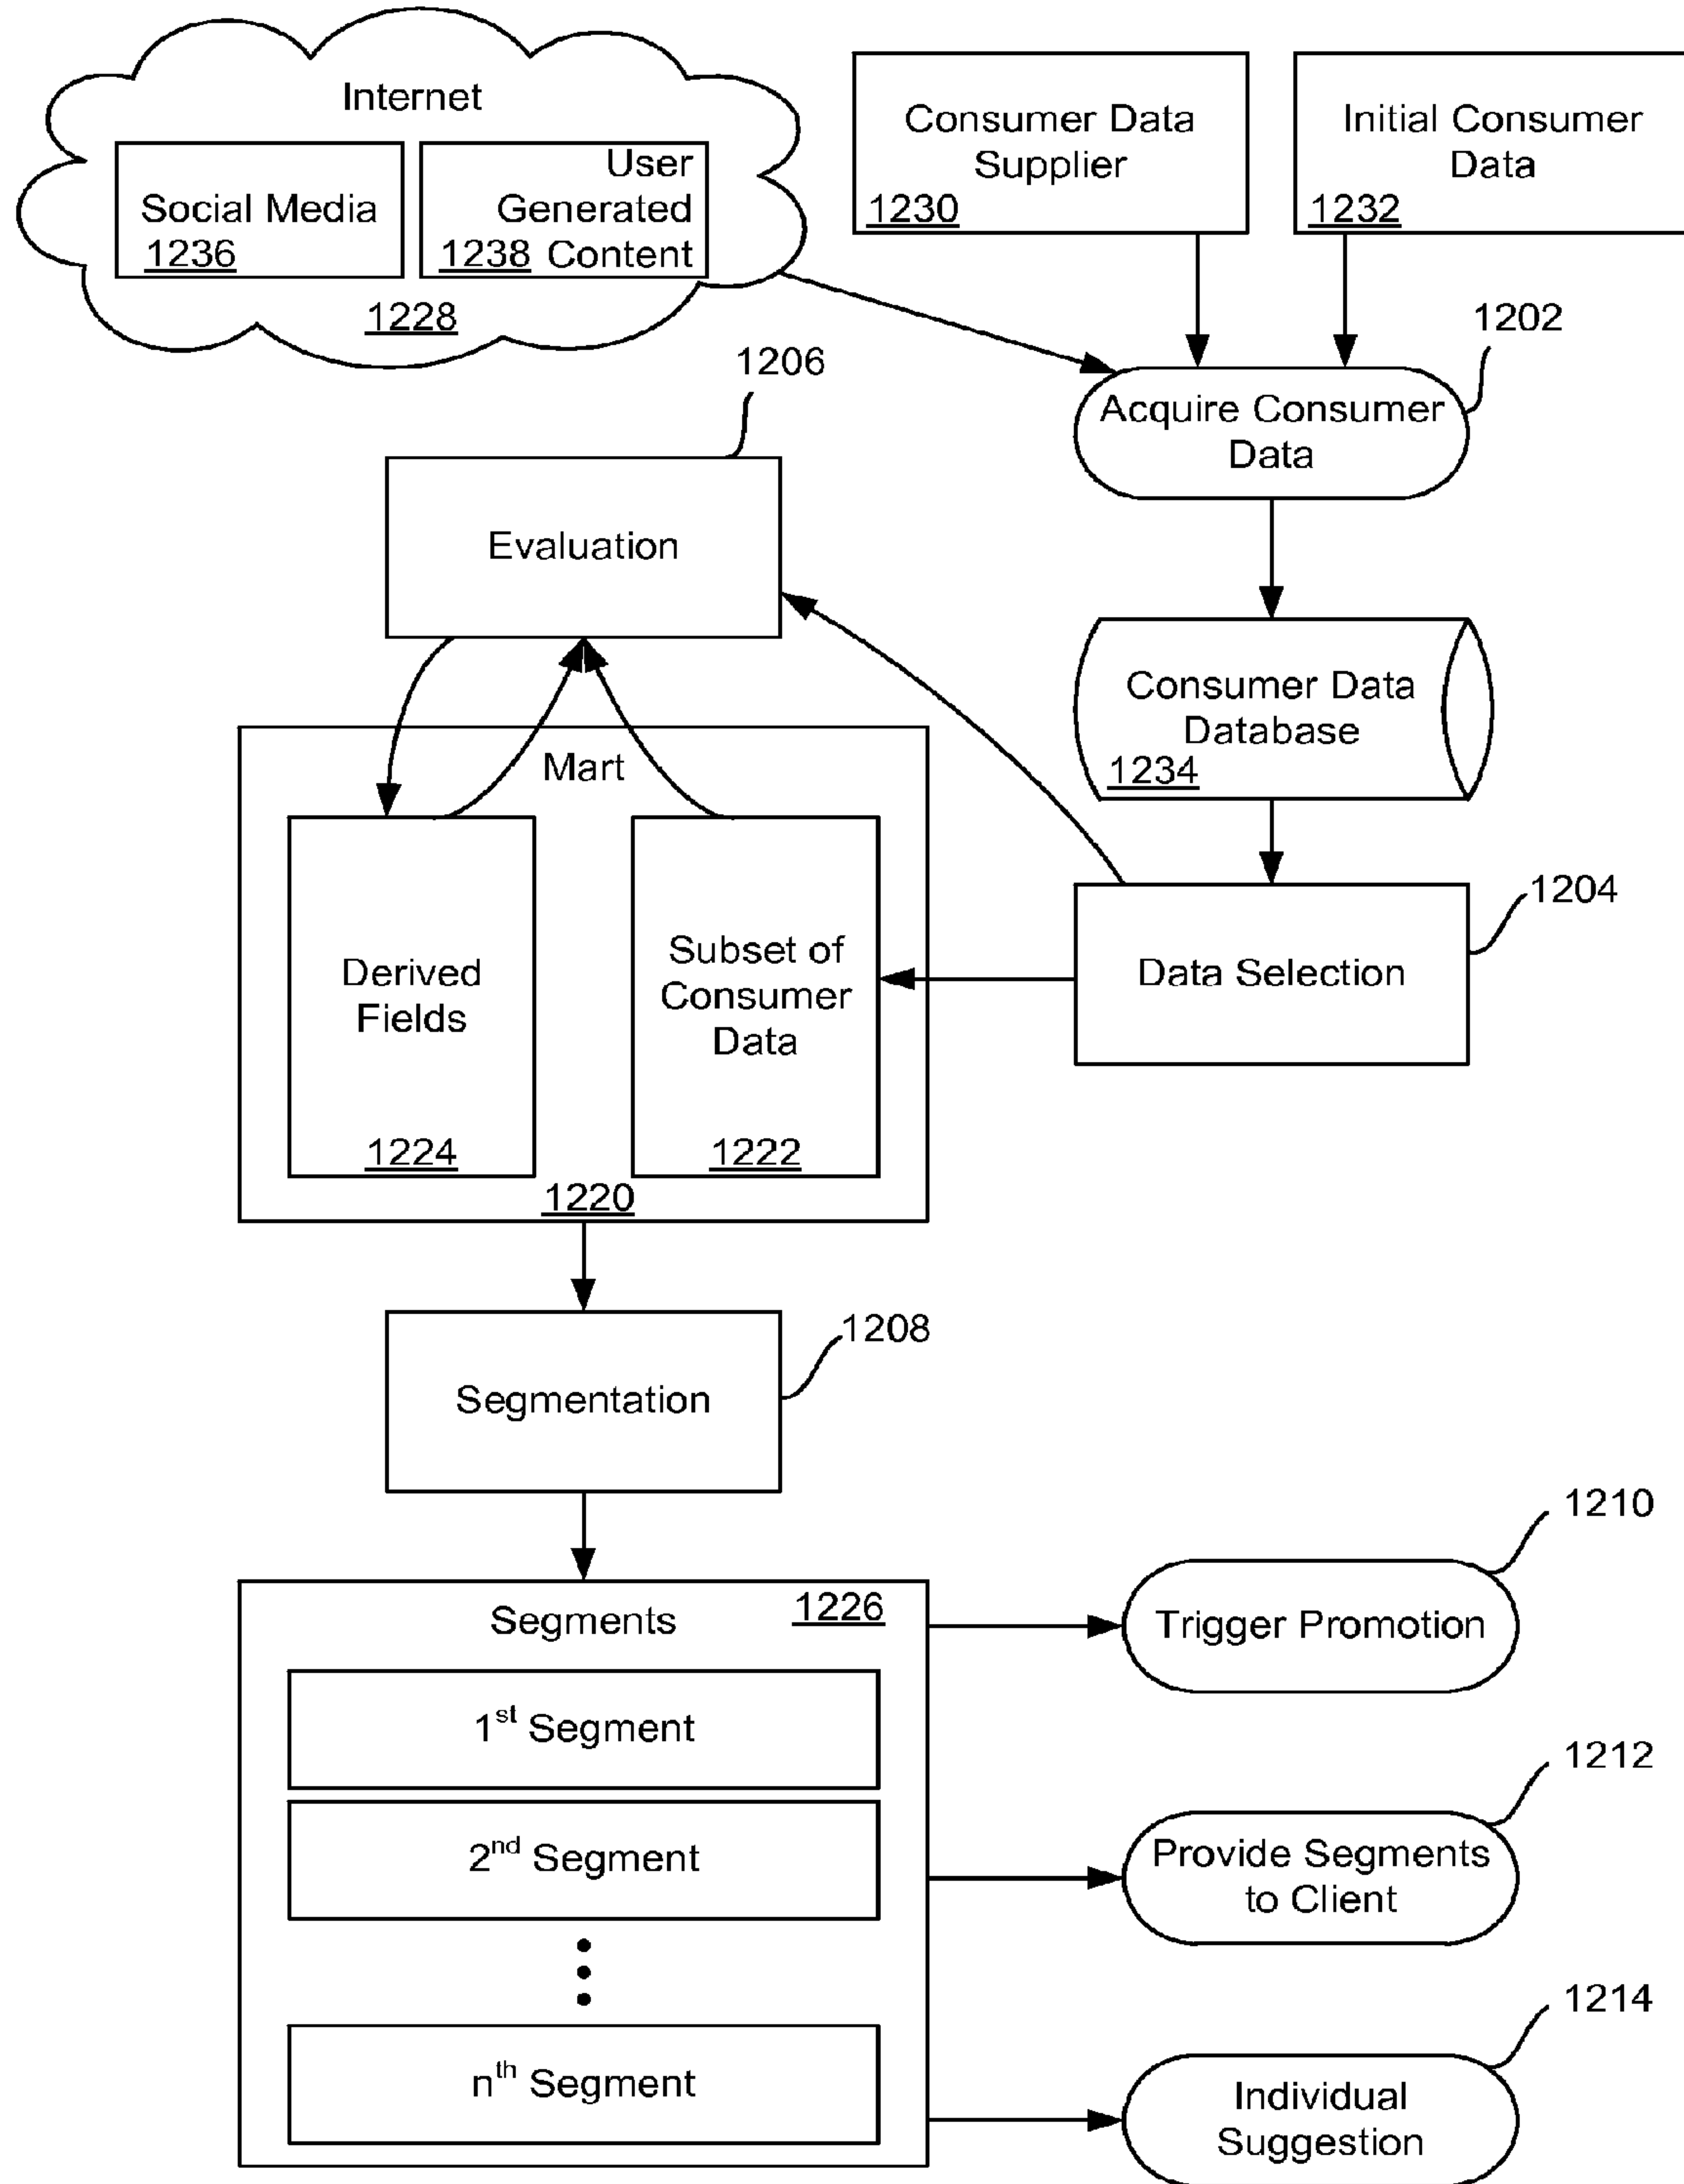 Internet
Social Media
1236
User
Generated
1238 Content
1228
Consumer Data
Supplier
1230
Initial Consumer
Data
1232
1202
Acquire Consumer
Data
1206
Evaluation
Consumer Data
Database
1234
Mart
Derived
Fields
1224
Subset of
Consumer
Data
1222
1220
1204
Data Selection
1208
Segmentation
Segments
1226
1st Segment
2nd Segment
nth Segment
1210
Trigger Promotion
1212
Provide Segments
to Client
1214
Individual
Suggestion